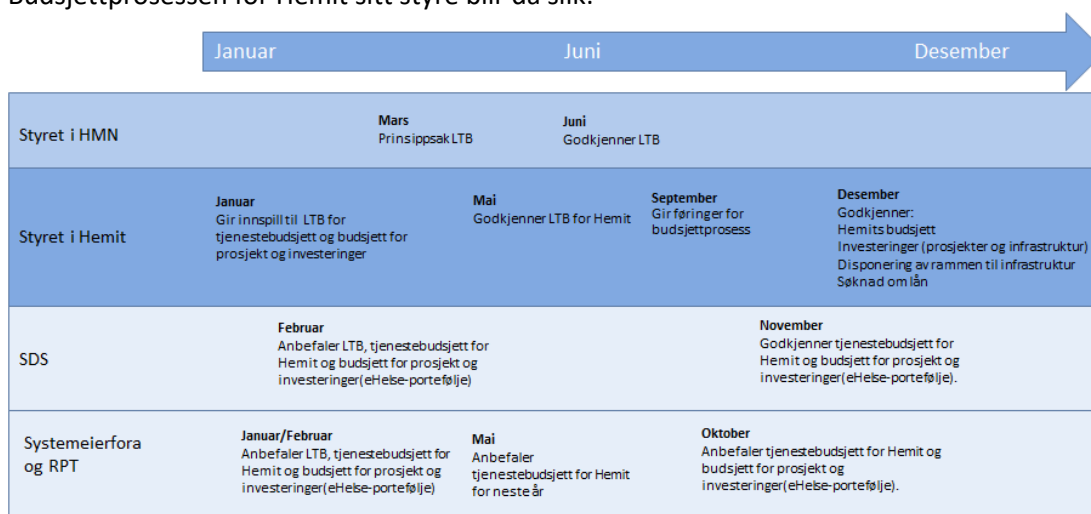 Budsjettprosessen for Hemit sitt styre blir da slik:
Januar Juni Desember
Styret i HMN
Mars
Prinsippsak LTB
Juni
Godkjenner LTB
Styret i Hemit
Januar
Gir innspill til LTB for
tjenestebudsjett og budsjett for
prosjekt og investeringer
Mai
Godkjenner LTB for Hemit
September
Gir føringer for
budsjettprosess
Desember
Godkjenner:
Hemits budsjett
Investeringer (prosjekter og infrastruktur)
Disponering av rammen til infrastruktur
Søknad om lån
SDS
Februar
Anbefaler LTB, tjenestebudsjett for
Hemit og budsjett for prosjekt og
investeringer(eHelse-portefølje)
November
Godkjenner tjenestebudsjett for
Hemit og budsjett for prosjekt og
investeringer(eHelse-portefølje).
Systemeierfora
og RPT
Januar/Februar
Anbefaler LTB, tjenestebudsjett for
Hemit og budsjett for prosjekt og
investeringer(eHelse-portefølje)
Mai
Anbefaler
tjenestebudsjett for Hemit
for neste år
Oktober
Anbefaler tjenestebudsjett for Hemit og
budsjett for prosjekt og
investeringer(eHelse-portefølje).